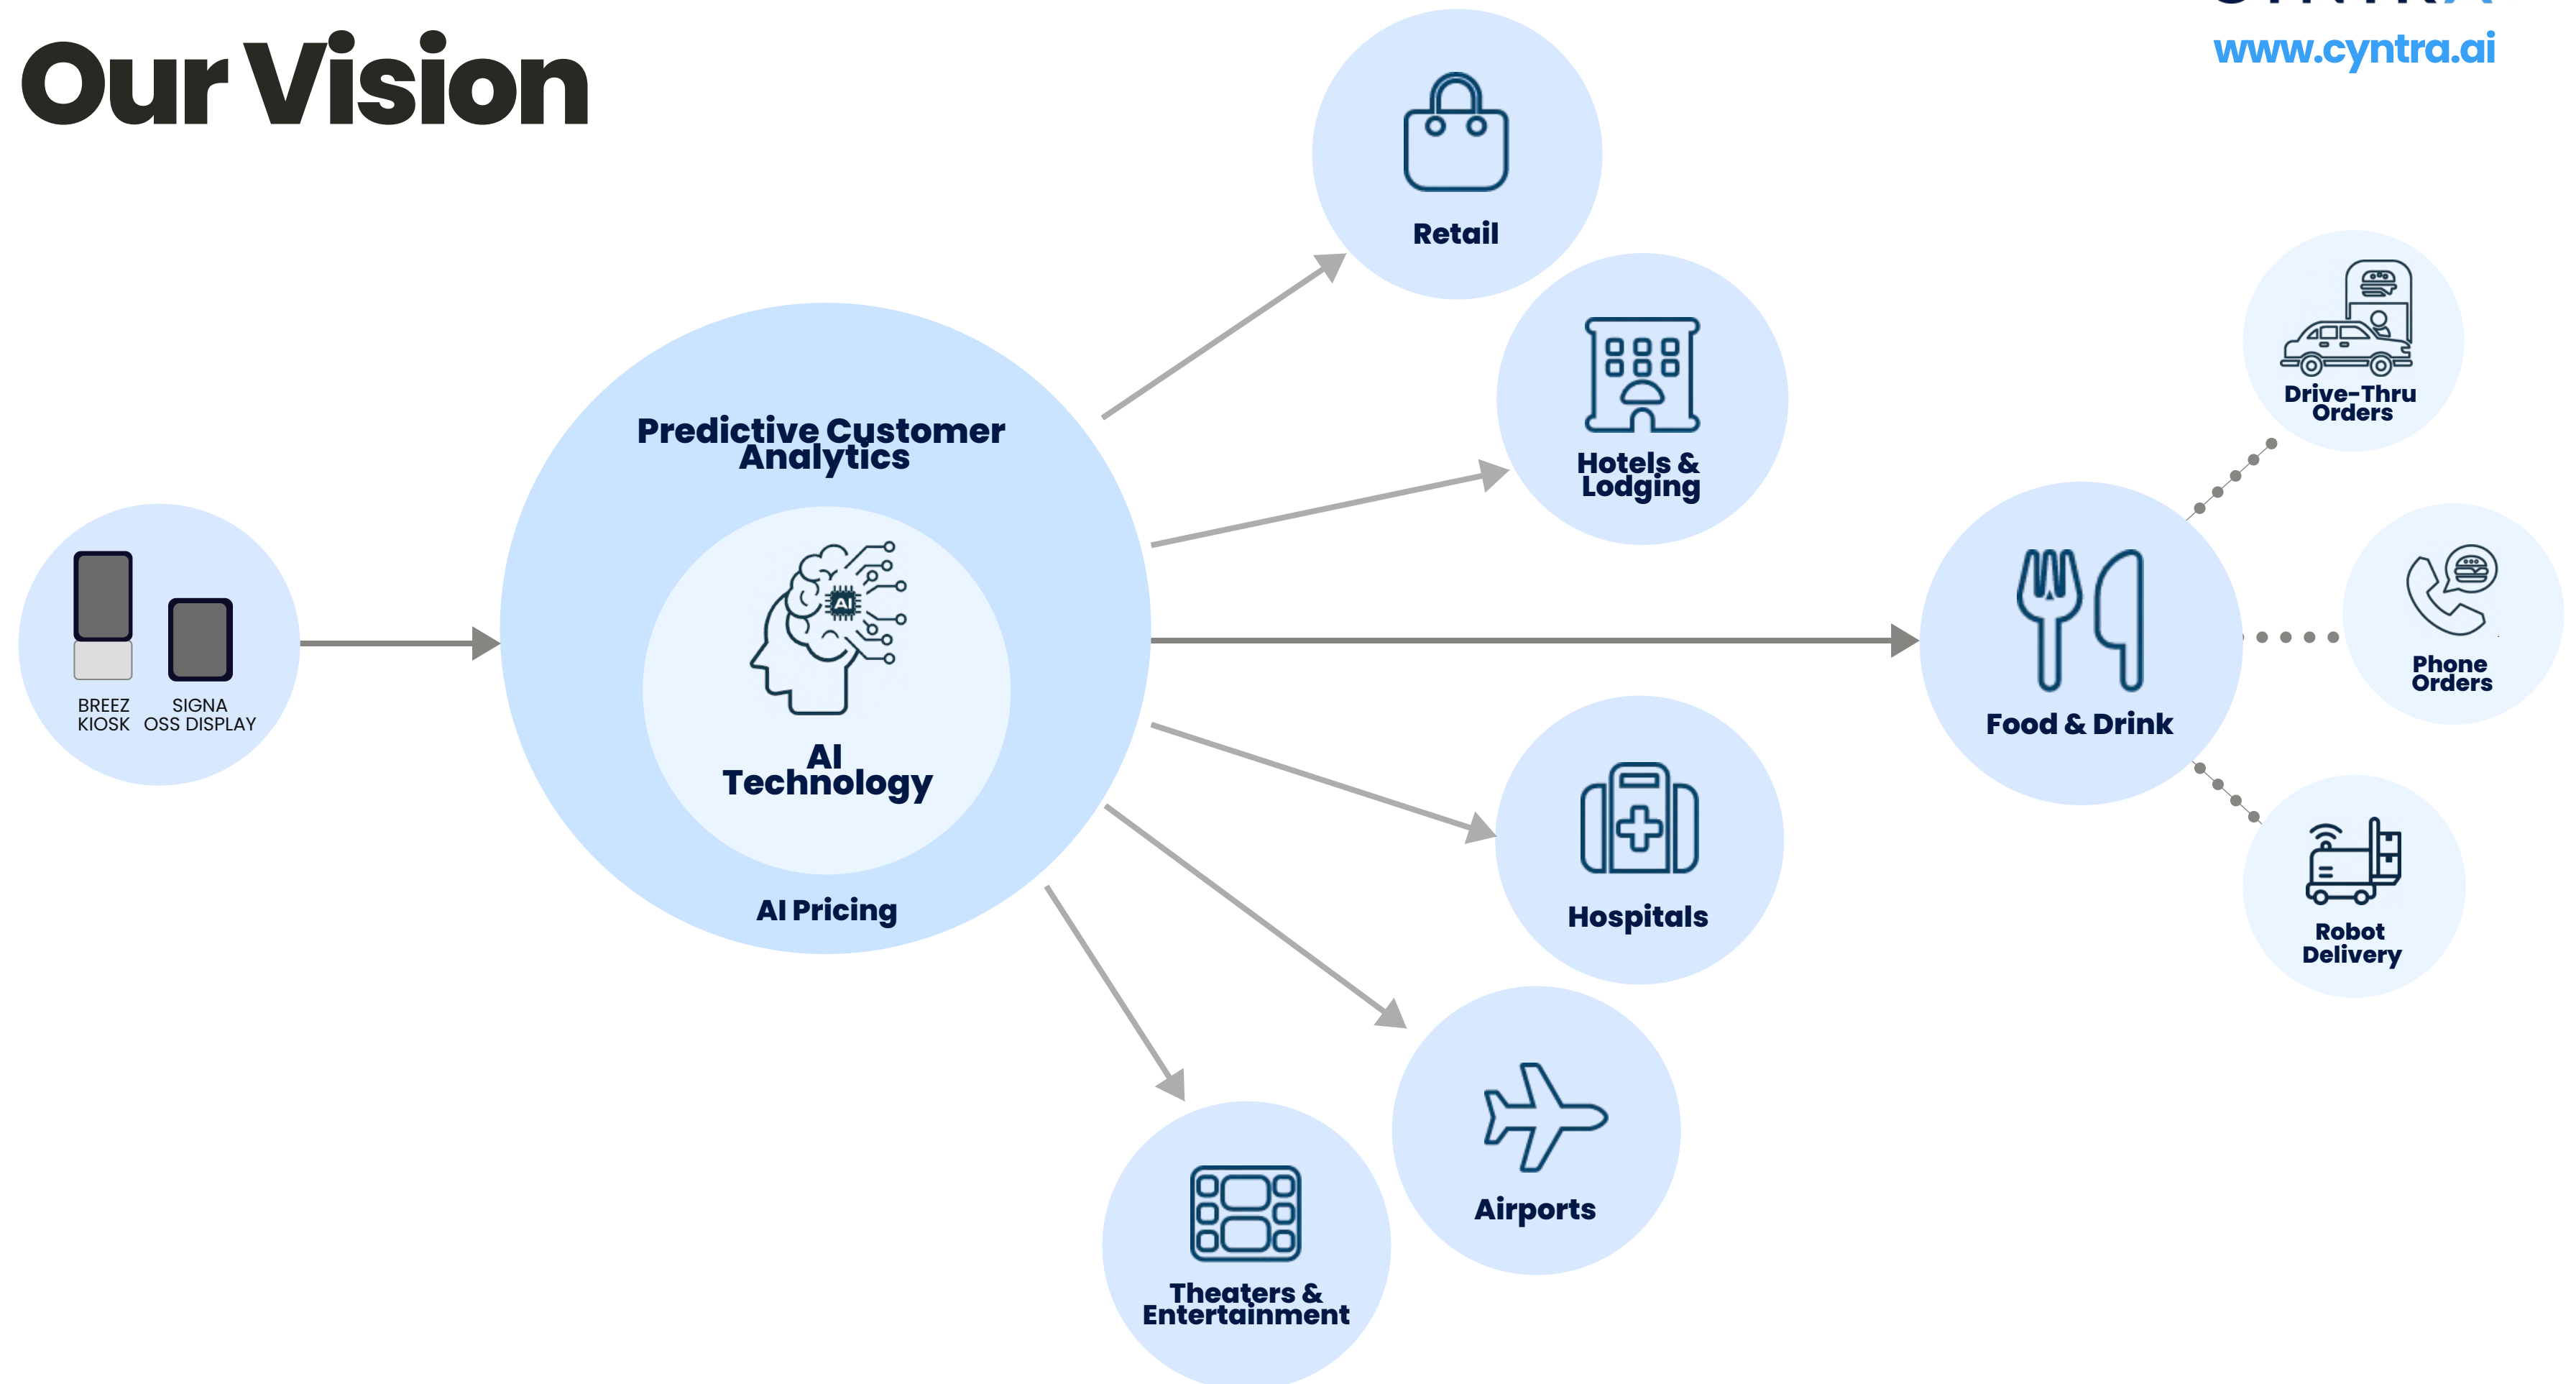 Our Vision
www.cyntra.ai
Retail
Hotels &
Lodging
Drive-Thru
Orders
Predictive Customer
Analytics
AI
AI
Technology
AI Pricing
BREEZ
KIOSK
SIGNA
OSS DISPLAY
Food & Drink
Phone
Orders
Hospitals
Robot
Delivery
Airports
Theaters &
Entertainment